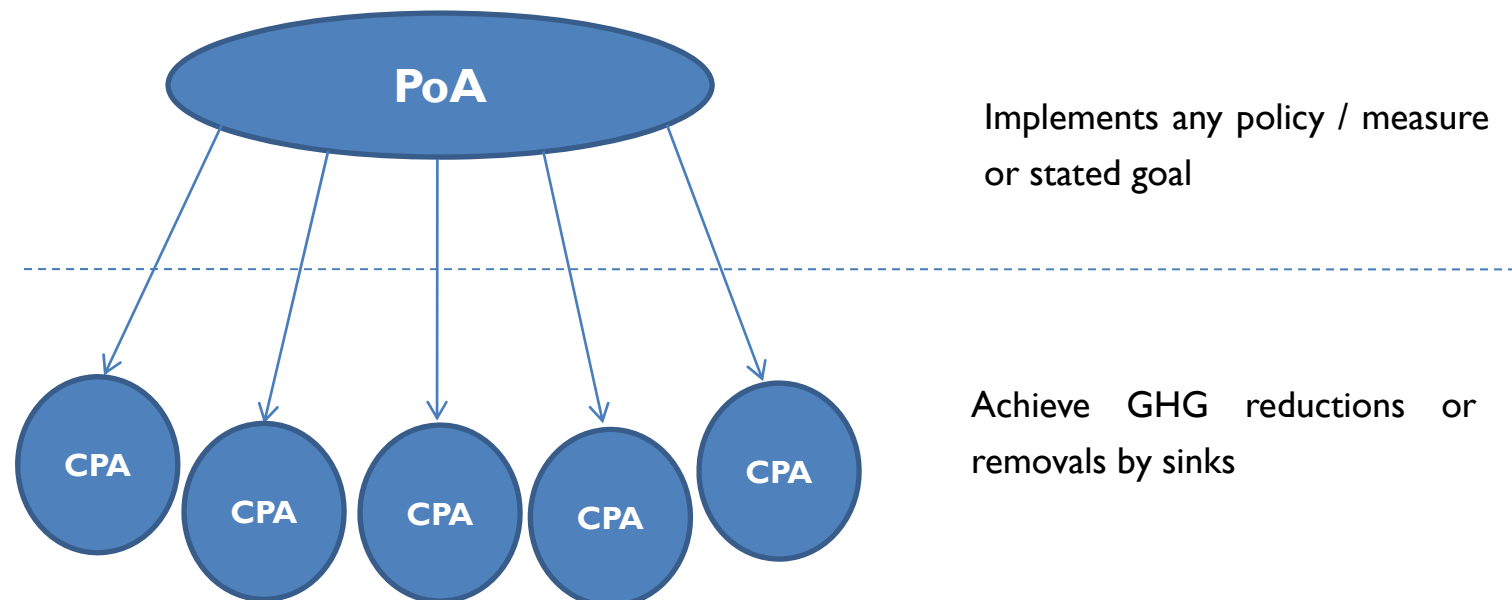 PoA
Implements any policy / measure
or stated goal
Achieve GHG reductions or
removals by sinks
CPA
CPA
CPA
CPA
CPA